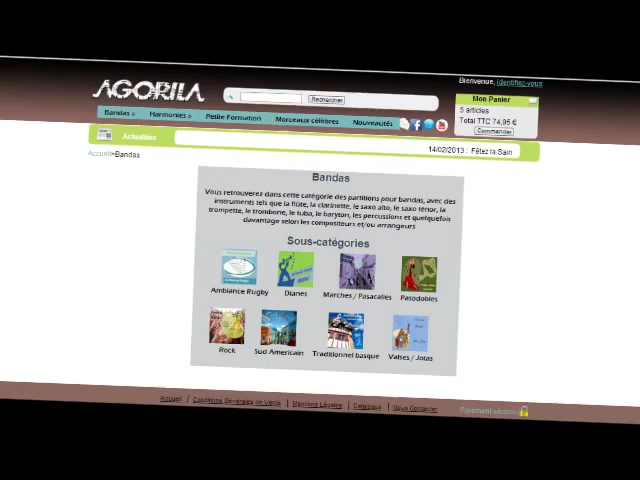 AGORILA
Bienvenue, identifiez-vous
Rechercher
Mon Panier
5 articles
Total TTC 74,95 €
Commander
Bandas » Harmonies » Petite Formation Morceaux célèbres Nouveautés
Actualités
14/02/2013 : Fêtez la Sain
Accueil>Bandas
Bandas
Vous retrouverez dans cette catégorie des partitions pour bandas, avec des
instruments tels que la flûte, la clarinette, le saxo alto, le saxo ténor, la
trompette, le trombone, le tuba, le baryton, les percussions et quelquefois
davantage selon les compositeurs et/ou arrangeurs
Sous-catégories
Ambiance Rugby Dianes Marches / Pasacalles Pasodobles
Rock Sud Americain Traditionnel basque Valses / Jotas
Accueil Conditions Générales de Vente Mentions Légales Catalogue Nous Contacter
Paiement sécurisé